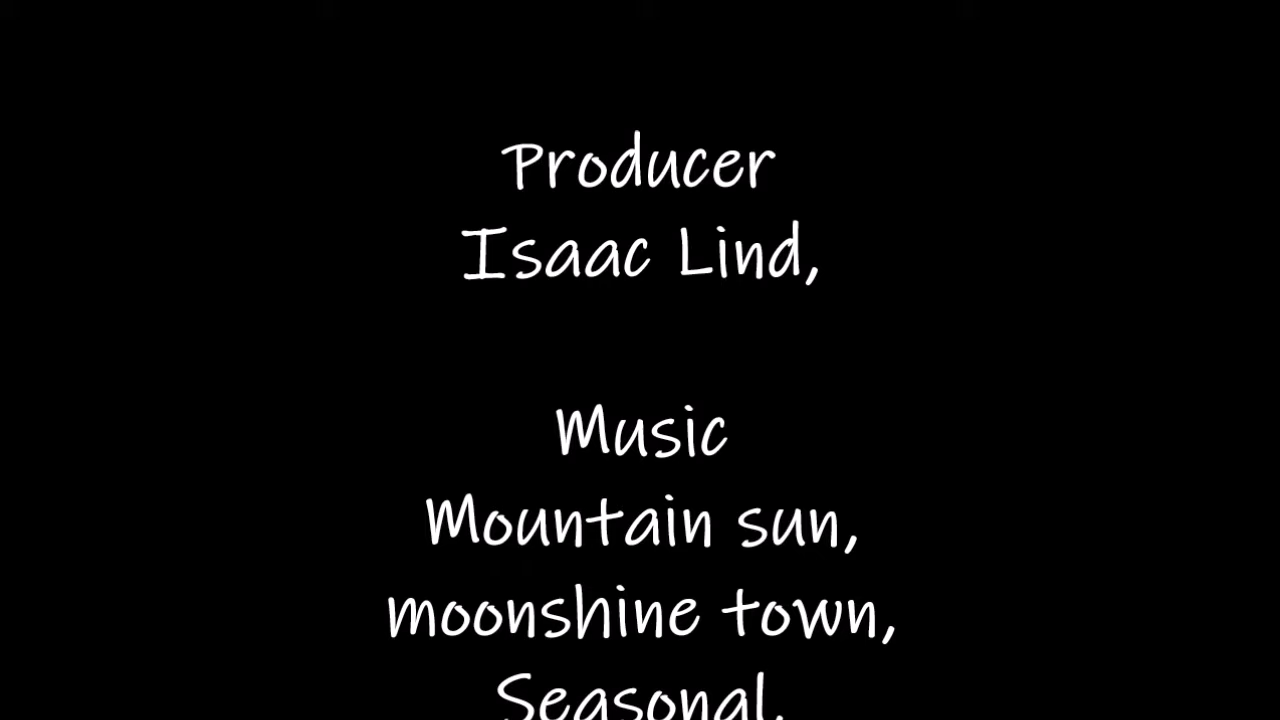 Producer
Isaac Lind,
Music
Mountain sun,
moonshine town,
Seasonal,